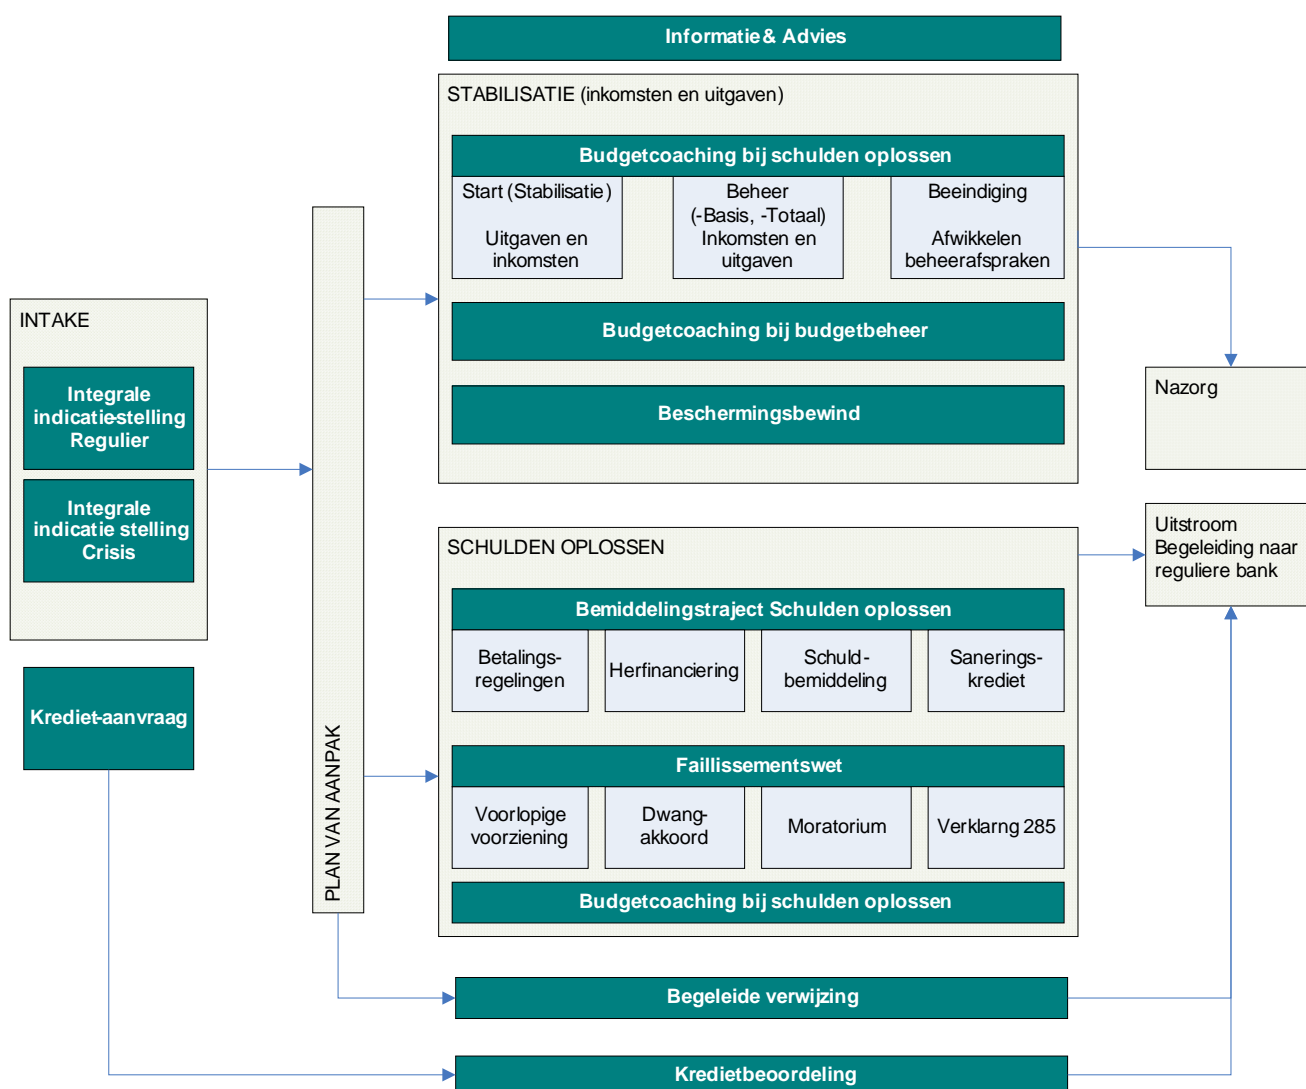 Informatie & Advies
STABILISATIE (inkomsten en uitgaven)
Budgetcoaching bij schulden oplossen
Start (Stabilisatie)
Uitgaven en
inkomsten
Beheer
(-Basis, -Totaal)
Inkomsten en
uitgaven
Beeindiging
Afwikkelen
beheerafspraken
Budgetcoaching bij budgetbeheer
Beschermingsbewind
INTAKE
Integrale
indicatie-stelling
Regulier
Integrale
indicatie stelling
Crisis
Krediet-aanvraag
PLAN VAN AANPAK
SCHULDEN OPLOSSEN
Bemiddelingstraject Schulden oplossen
Betalings-
regelingen
Herfinanciering
Schuld-
bemiddeling
Sanerings-
krediet
Faillissementswet
Voorlopige
voorziening
Dwang-
akkoord
Moratorium
Verklarng 285
Budgetcoaching bij schulden oplossen
Begeleide verwijzing
Kredietbeoordeling
Nazorg
Uitstroom
Begeleiding naar
reguliere bank